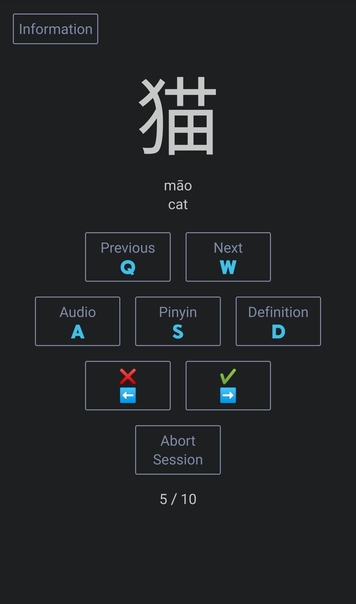 Information
猫
māo
cat
Previous Next
Q W
Audio Pinyin Definition
A S D
❌ ✔
⬅ ➡
Abort
Session
5 / 10